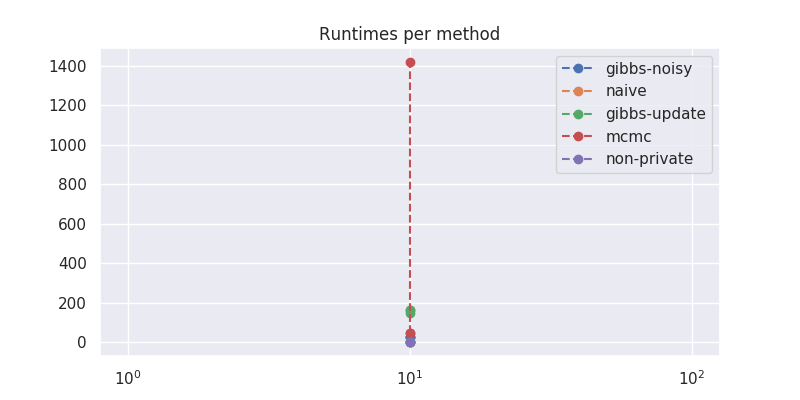 Runtimes per method
1400
1200
1000
800
600
400
200
0
10⁰
10¹
10²
gibbs-noisy
naive
gibbs-update
mcmc
non-private